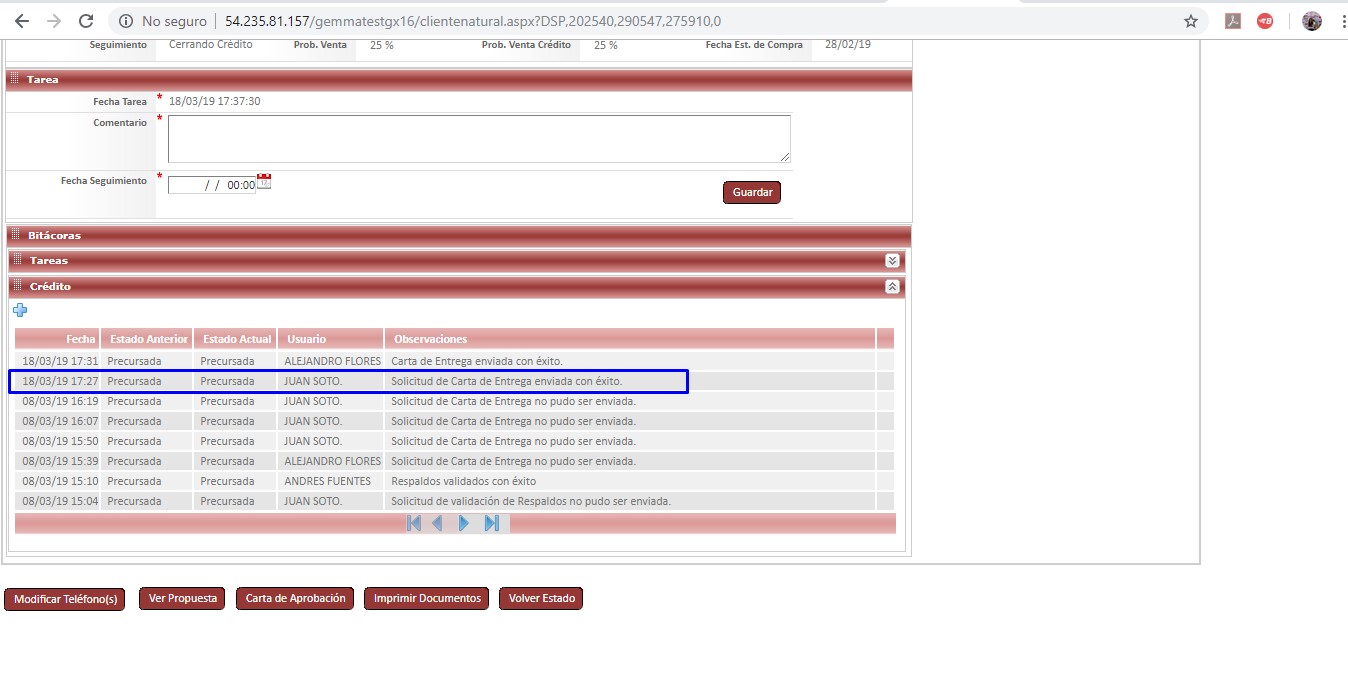 No seguro | 54.235.81.157/gemmatestgx16/clientenatural.aspx?DSP,202540,290547,275910,0
Seguimiento Cerrando Crédito Prob. Venta 25 % Prob. Venta Crédito 25 % Fecha Est. de Compra 28/02/19
Tarea
Fecha Tarea * 18/03/19 17:37:30
Comentario *
Fecha Seguimiento * / / 00:00
Guardar
Bitácoras
Tareas
Crédito
Fecha Estado Anterior Estado Actual Usuario Observaciones
18/03/19 17:31 Precursada Precursada ALEJANDRO FLORES Carta de Entrega enviada con éxito.
18/03/19 17:27 Precursada Precursada JUAN SOTO. Solicitud de Carta de Entrega enviada con éxito.
08/03/19 16:19 Precursada Precursada JUAN SOTO. Solicitud de Carta de Entrega no pudo ser enviada.
08/03/19 16:07 Precursada Precursada JUAN SOTO. Solicitud de Carta de Entrega no pudo ser enviada.
08/03/19 15:50 Precursada Precursada JUAN SOTO. Solicitud de Carta de Entrega no pudo ser enviada.
08/03/19 15:39 Precursada Precursada ALEJANDRO FLORES Solicitud de Carta de Entrega no pudo ser enviada.
08/03/19 15:10 Precursada Precursada ANDRES FUENTES Respaldos validados con éxito
08/03/19 15:04 Precursada Precursada JUAN SOTO. Solicitud de validación de Respaldos no pudo ser enviada.
Modificar Teléfono(s) Ver Propuesta Carta de Aprobación Imprimir Documentos Volver Estado